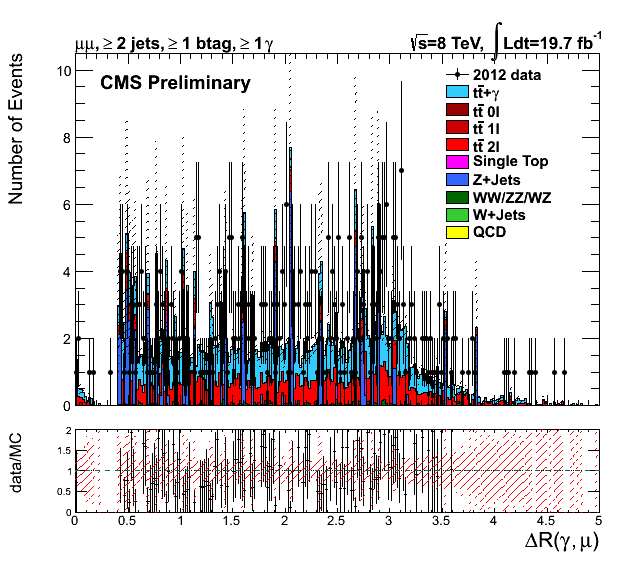 μμ, ≥ 2 jets, ≥ 1 btag, ≥ 1 γ √s=8 TeV, ∫ Ldt=19.7 fb⁻¹
CMS Preliminary
2012 data
tt̄+γ
tt̄ 0l
tt̄ 1l
tt̄ 2l
Single Top
Z+Jets
WW/ZZ/WZ
W+Jets
QCD
Number of Events
10
8
6
4
2
0
data/MC
2
1.5
1
0.5
0
0 0.5 1 1.5 2 2.5 3 3.5 4 4.5 5
ΔR(γ, μ)